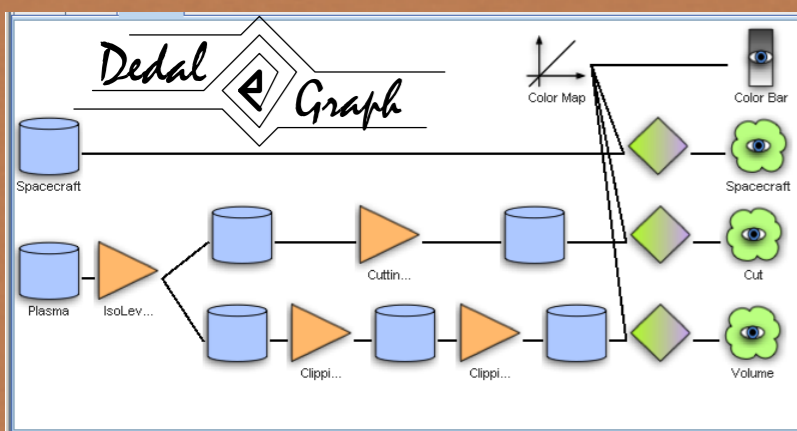 Dedal
e
Graph
Color Map
Color Bar
Spacecraft
Spacecraft
Plasma
IsoLev...
Cuttin...
Cut
Clippi...
Clippi...
Volume